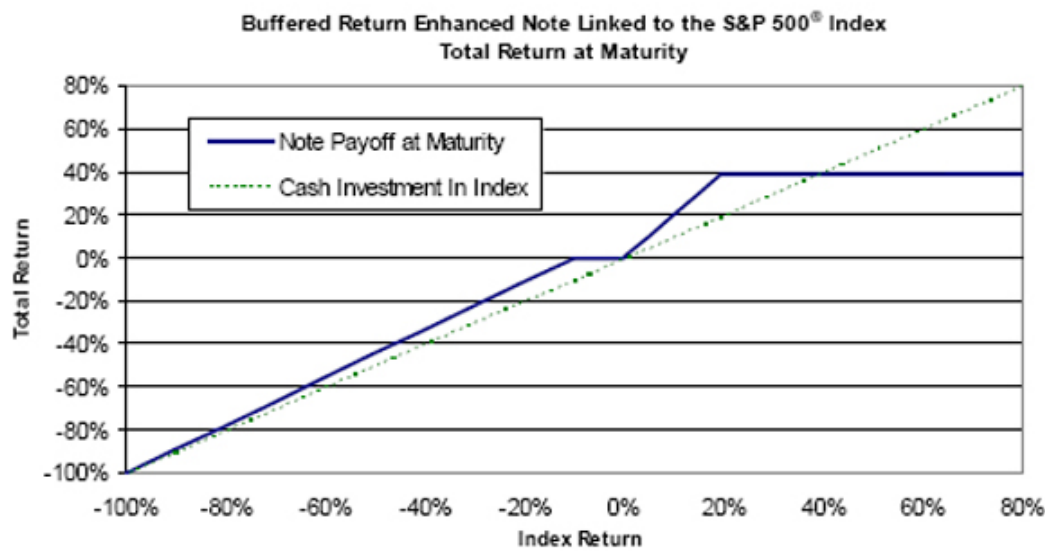 Buffered Return Enhanced Note Linked to the S&P 500® Index
Total Return at Maturity
80%
60%
40%
20%
0%
-20%
-40%
-60%
-80%
-100%
Total Return
Note Payoff at Maturity
Cash Investment In Index
-100% -80% -60% -40% -20% 0% 20% 40% 60% 80%
Index Return